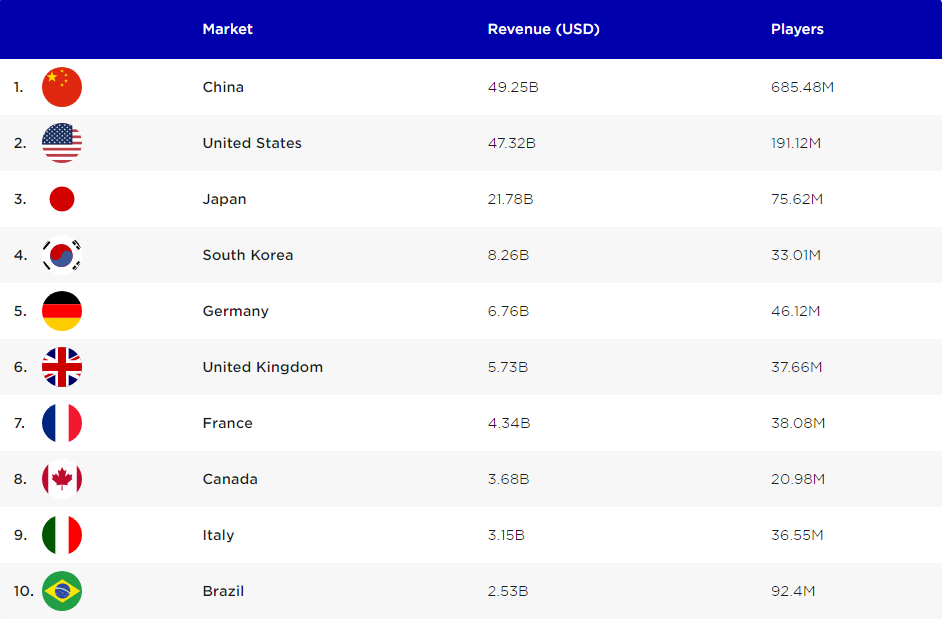 Market Revenue (USD) Players
1. China 49.25B 685.48M
2. United States 47.32B 191.12M
3. Japan 21.78B 75.62M
4. South Korea 8.26B 33.01M
5. Germany 6.76B 46.12M
6. United Kingdom 5.73B 37.66M
7. France 4.34B 38.08M
8. Canada 3.68B 20.98M
9. Italy 3.15B 36.55M
10. Brazil 2.53B 92.4M